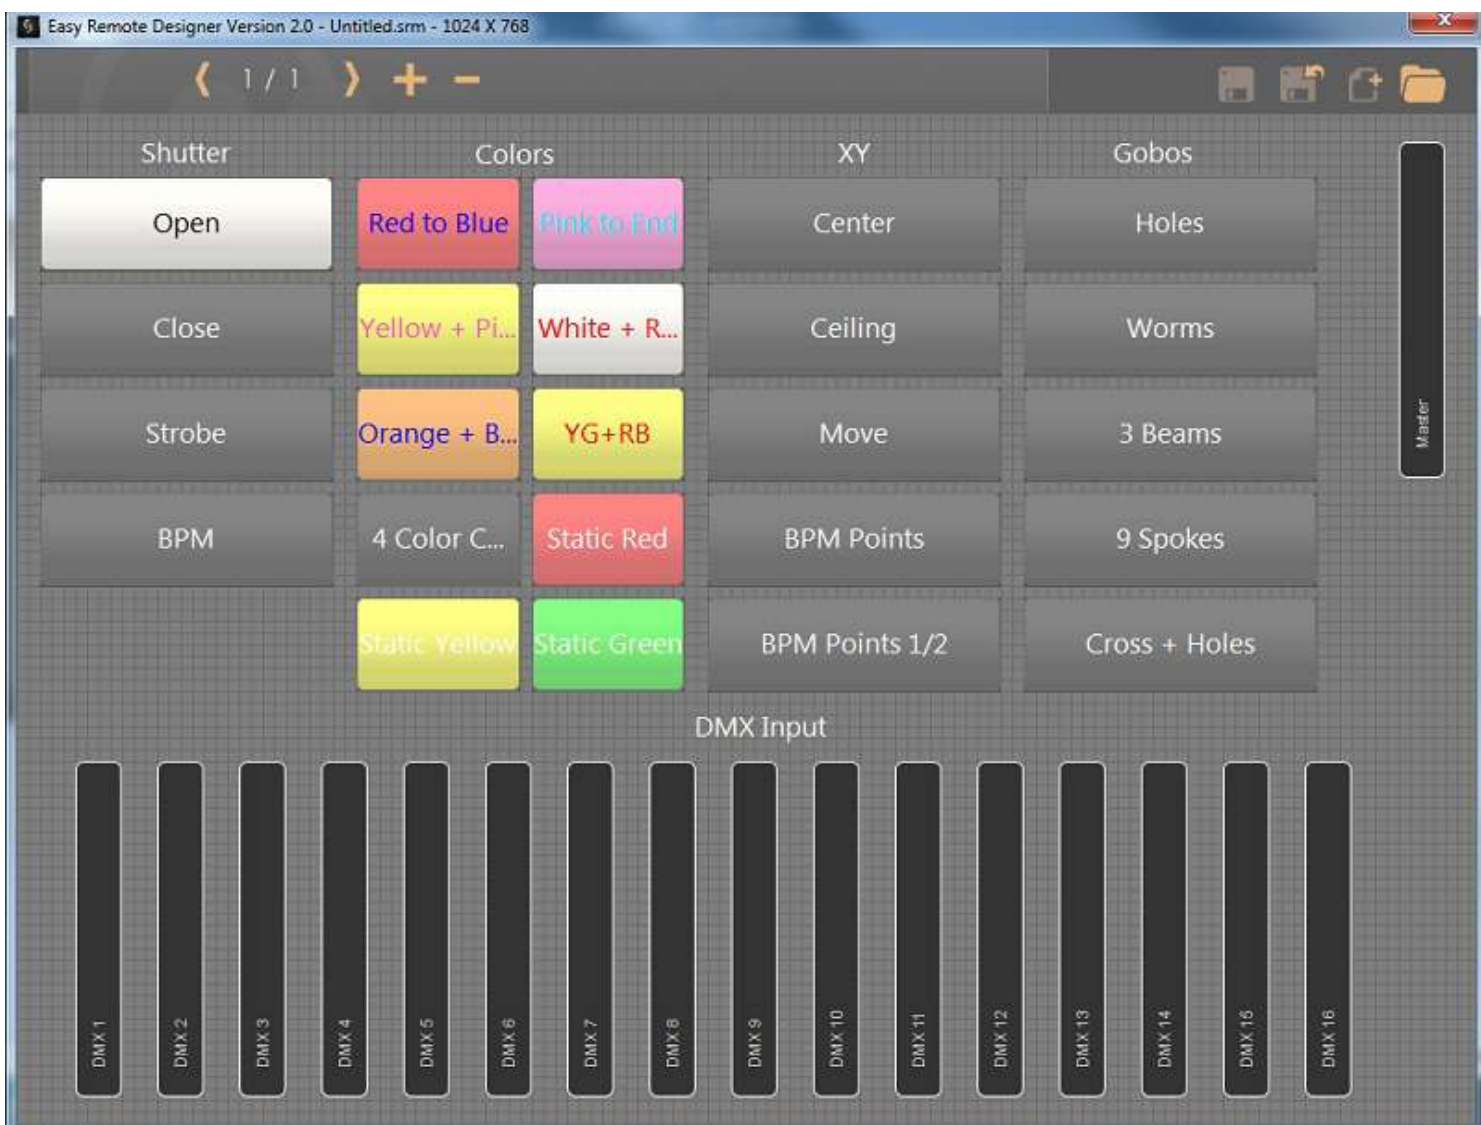 Easy Remote Designer Version 2.0 - Untitled.srm - 1024 X 768
1 / 1
Shutter Colors XY Gobos
Open Red to Blue Pink to End Center Holes
Close Yellow + Pi... White + R... Ceiling Worms
Strobe Orange + B... YG+RB Move 3 Beams
Master
BPM 4 Color C... Static Red BPM Points 9 Spokes
Static Yellow Static Green BPM Points 1/2 Cross + Holes
DMX Input
DMX 1 DMX 2 DMX 3 DMX 4 DMX 5 DMX 6 DMX 7 DMX 8 DMX 9 DMX 10 DMX 11 DMX 12 DMX 13 DMX 14 DMX 15 DMX 16